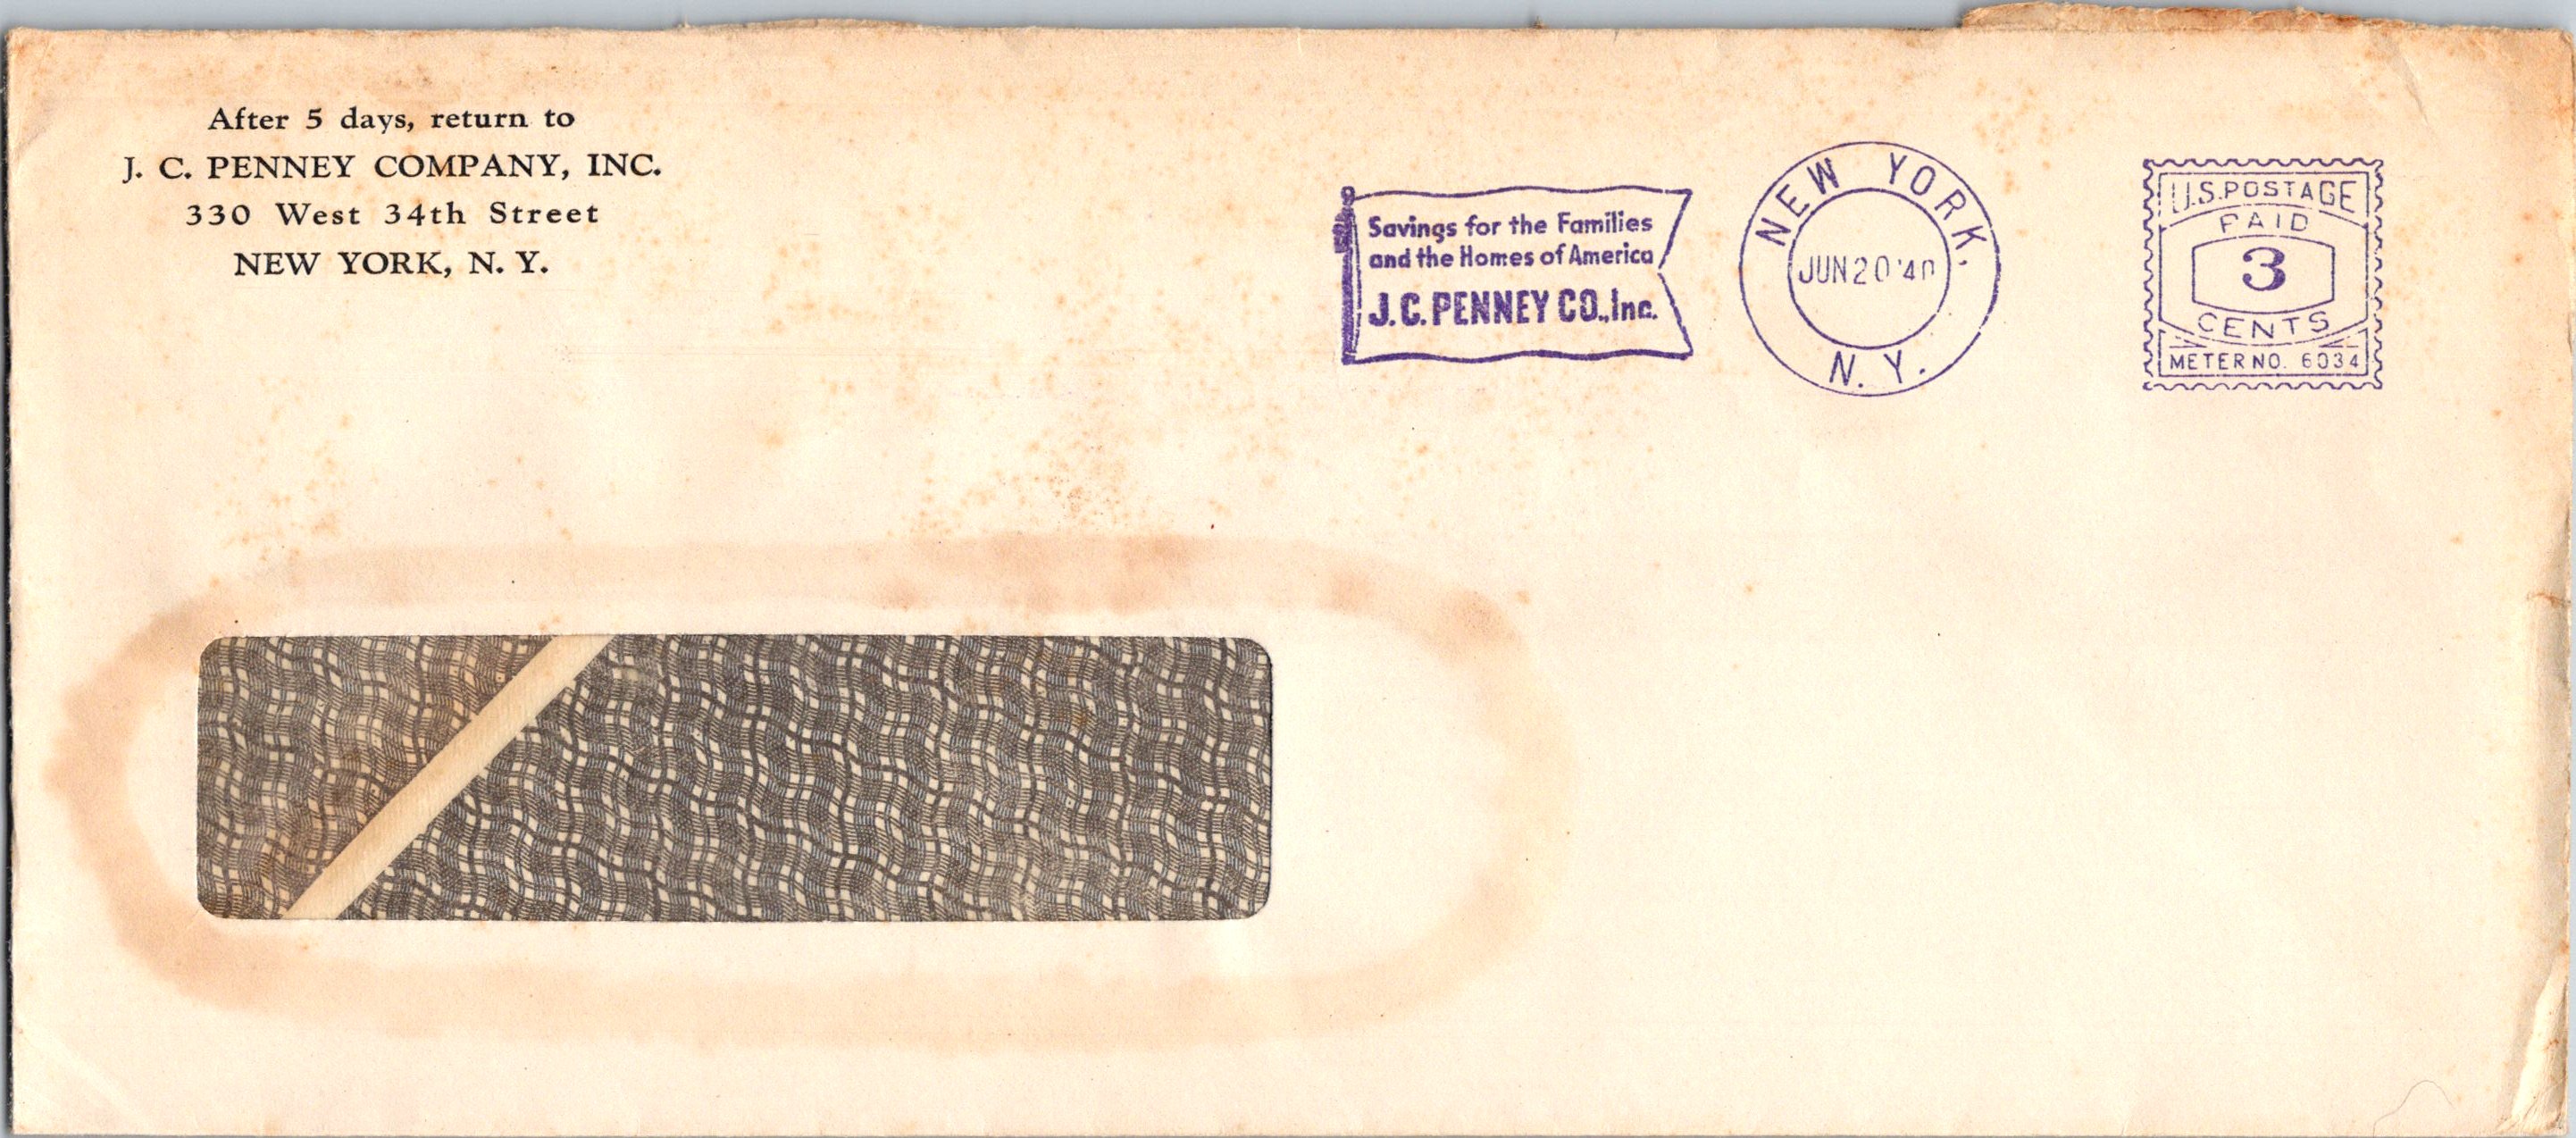 After 5 days, return to
J. C. PENNEY COMPANY, INC.
330 West 34th Street
NEW YORK, N. Y.
Savings for the Families
and the Homes of America
J.C. PENNEY CO., Inc.
NEW YORK,
JUN 20 '40
N. Y.
U.S. POSTAGE
PAID
3
CENTS
METER NO. 6034